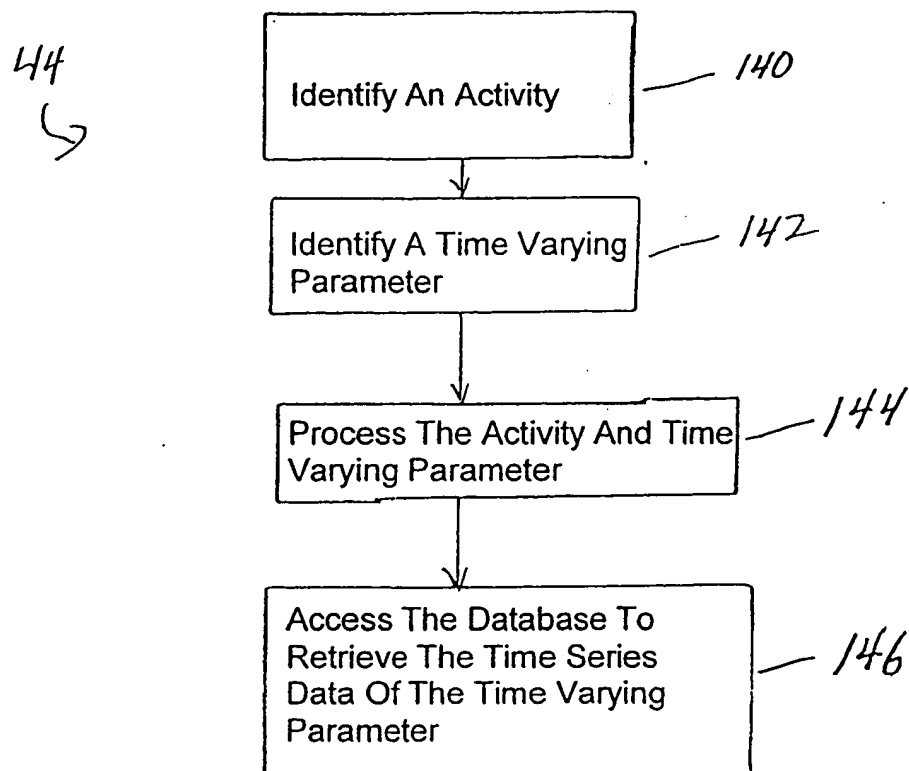 44
Identify An Activity
140
Identify A Time Varying
Parameter
142
Process The Activity And Time
Varying Parameter
144
Access The Database To
Retrieve The Time Series
Data Of The Time Varying
Parameter
146